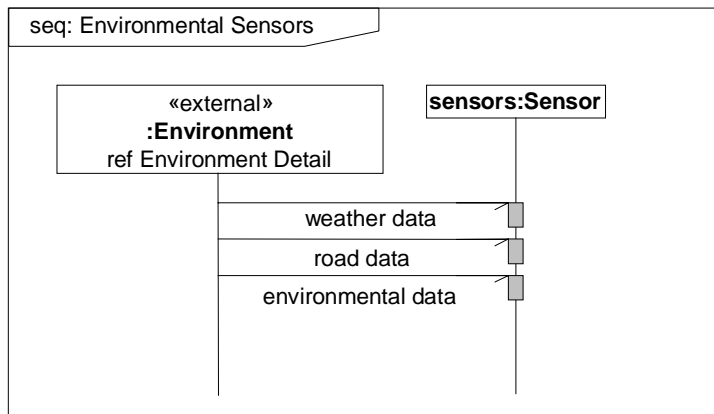 seq: Environmental Sensors
«external»
:Environment
ref Environment Detail
sensors:Sensor
weather data
road data
environmental data